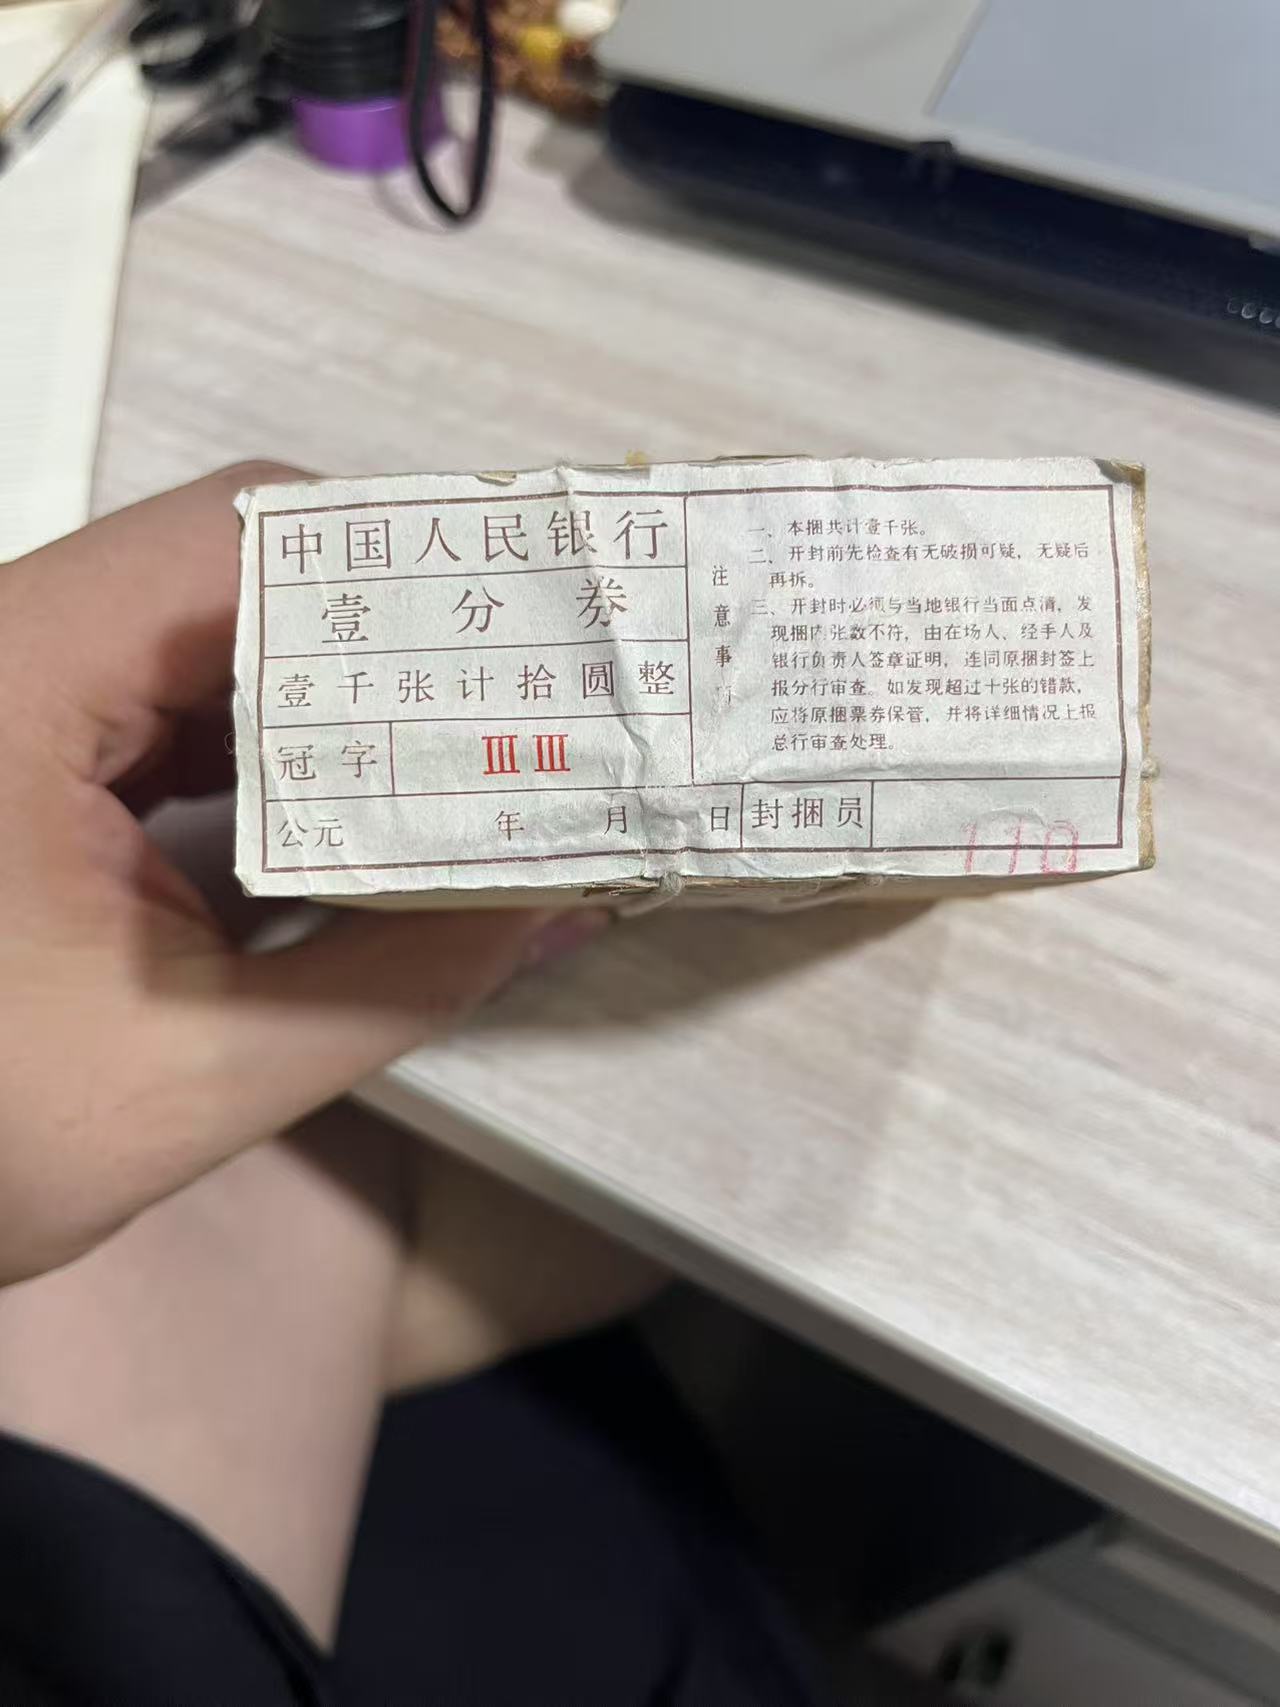 中国人民银行
壹分券
壹千张计拾圆整
冠字 ⅢⅢ
公元 年 月 日 封捆员
110
注意事项
一、本捆共计壹千张。
二、开封前先检查有无破损可疑，无疑后
再拆。
三、开封时必须与当地银行当面点清，发
现捆内张数不符，由在场人、经手人及
银行负责人签章证明，连同原捆封签上
报分行审查。如发现超过十张的错款，
应将原捆票券保管，并将详细情况上报
总行审查处理。